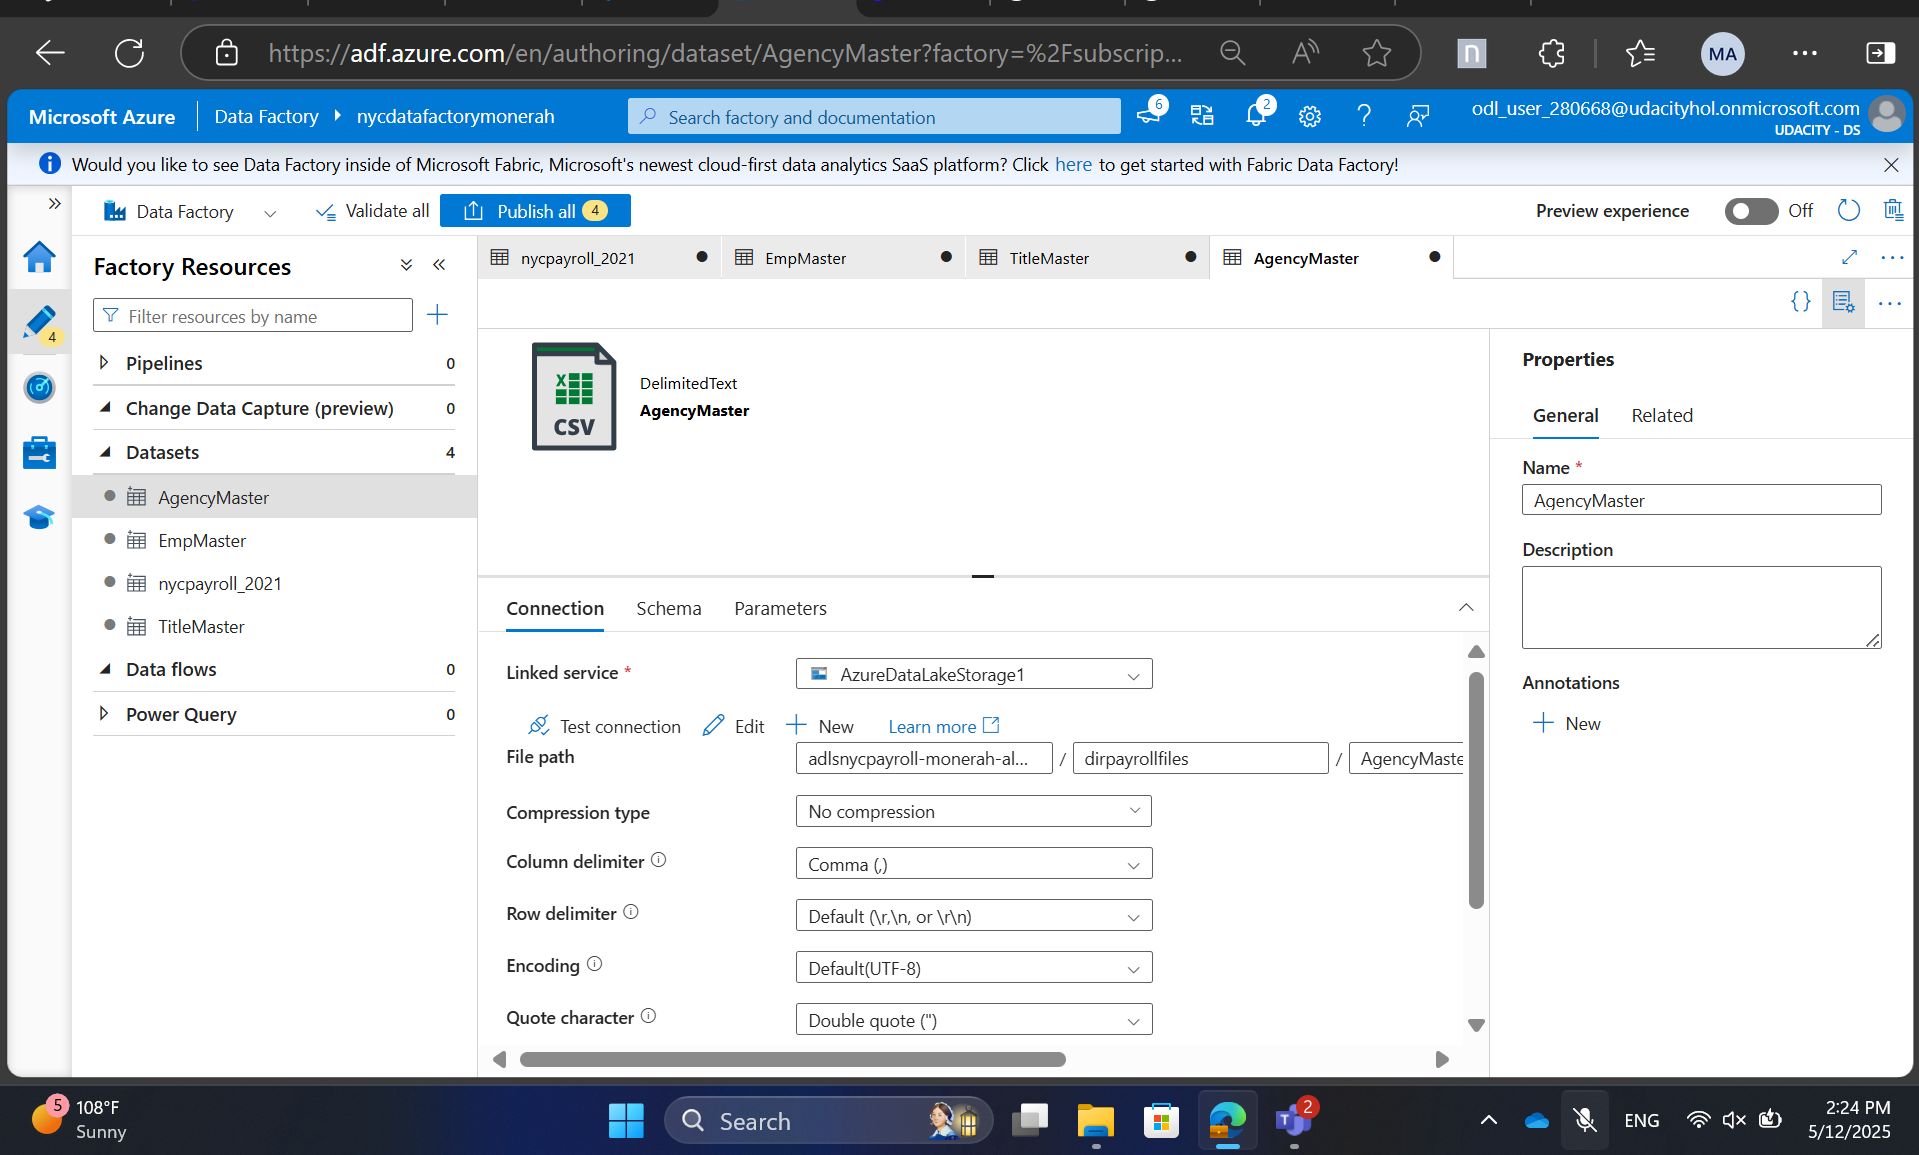 https://adf.azure.com/en/authoring/dataset/AgencyMaster?factory=%2Fsubscrip...
MA
Microsoft Azure
Data Factory
nycdatafactorymonerah
Search factory and documentation
6
2
odl_user_280668@udacityhol.onmicrosoft.com
UDACITY - DS
Would you like to see Data Factory inside of Microsoft Fabric, Microsoft's newest cloud-first data analytics SaaS platform? Click here to get started with Fabric Data Factory!
Data Factory
Validate all
Publish all 4
Preview experience
Off
Factory Resources
nycpayroll_2021
EmpMaster
TitleMaster
AgencyMaster
Filter resources by name
4
Pipelines 0
Change Data Capture (preview) 0
Datasets 4
AgencyMaster
EmpMaster
nycpayroll_2021
TitleMaster
Data flows 0
Power Query 0
CSV
DelimitedText
AgencyMaster
Connection
Schema
Parameters
Linked service *
AzureDataLakeStorage1
Test connection
Edit
New
Learn more
File path
adlsnycpayroll-monerah-al... / dirpayrollfiles / AgencyMaste
Compression type
No compression
Column delimiter
Comma (,)
Row delimiter
Default (\r,\n, or \r\n)
Encoding
Default(UTF-8)
Quote character
Double quote (")
Properties
General
Related
Name *
AgencyMaster
Description
Annotations
New
5
108°F
Sunny
Search
2
ENG
2:24 PM
5/12/2025